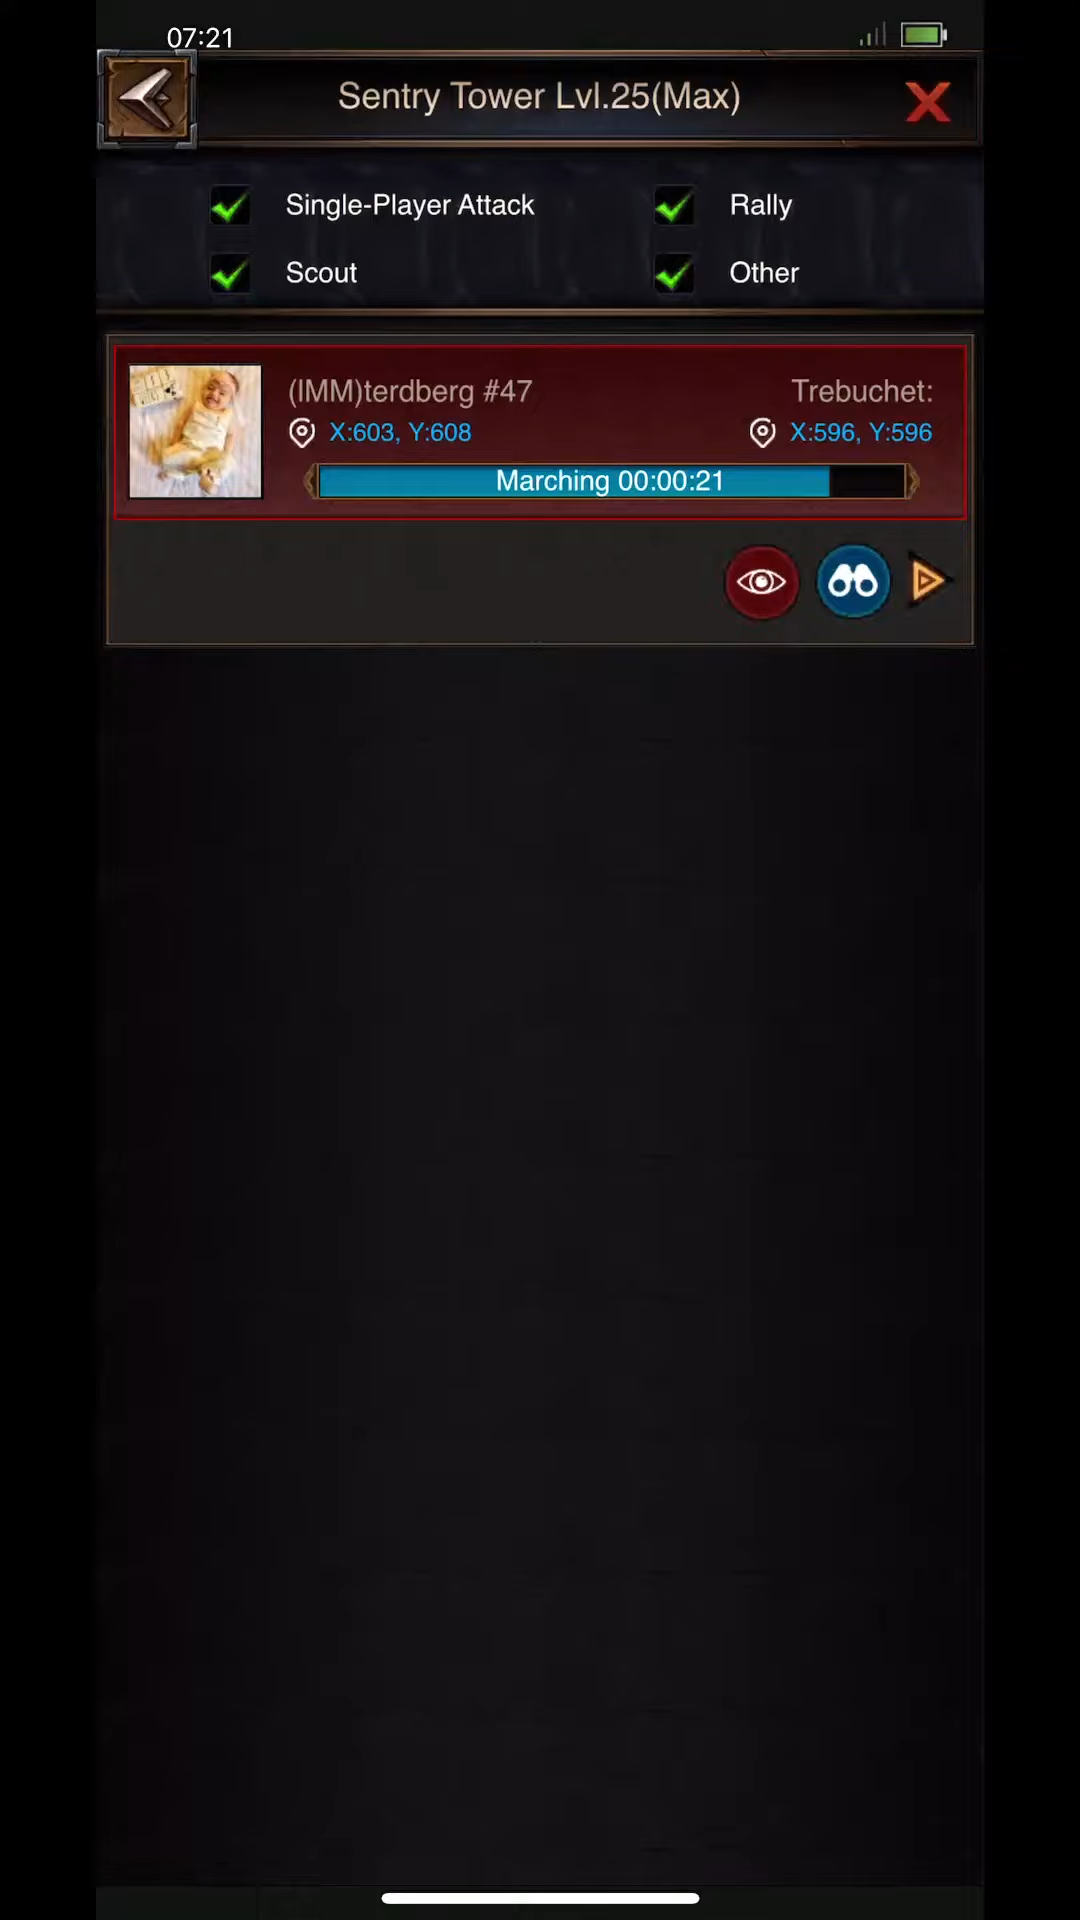 07:21
Sentry Tower Lvl.25(Max)
Single-Player Attack
Rally
Scout
Other
(IMM)terdberg #47
Trebuchet:
X:603, Y:608
X:596, Y:596
Marching 00:00:21